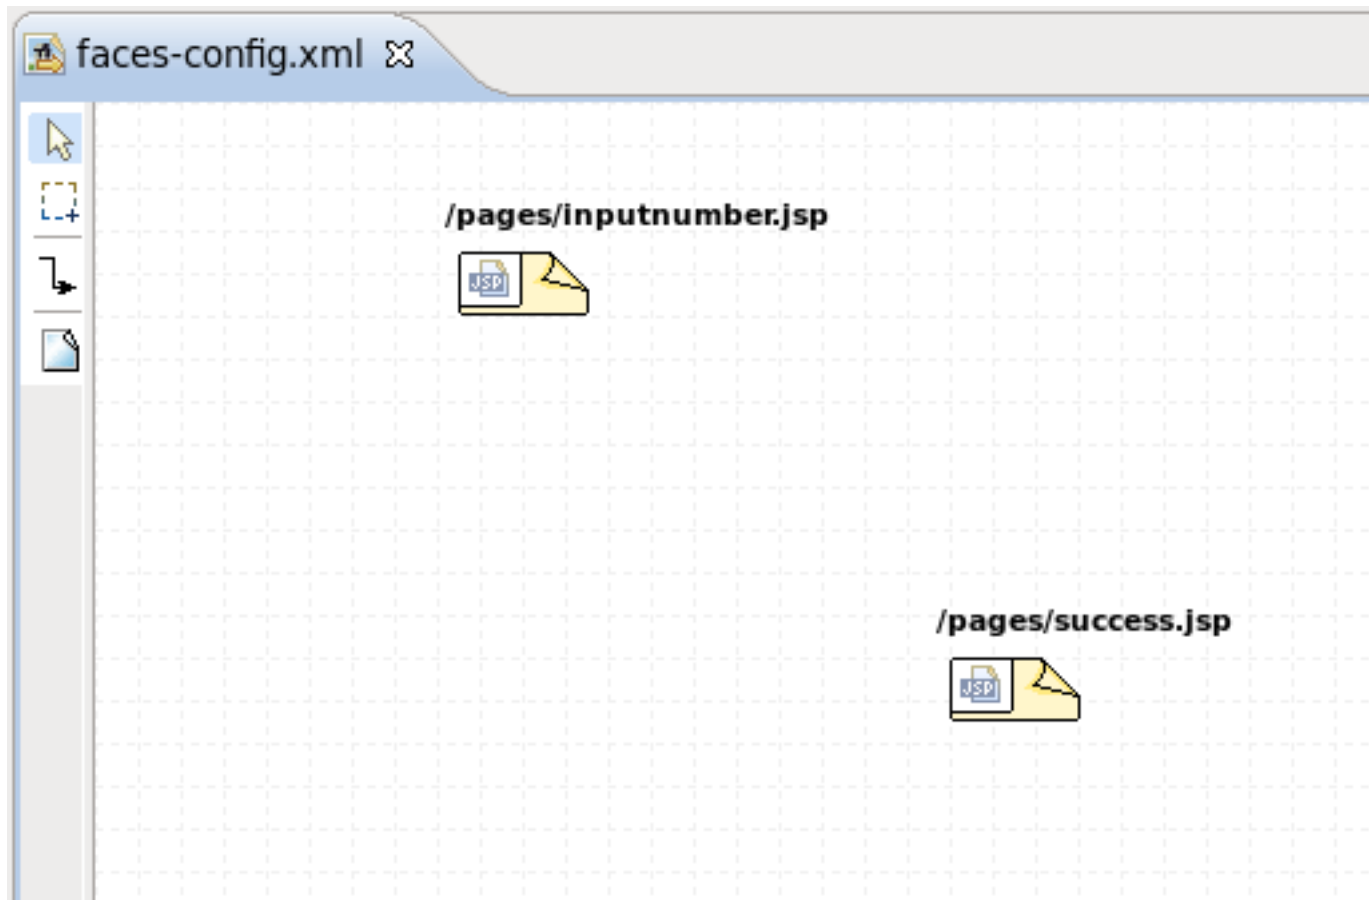 faces-config.xml
/pages/inputnumber.jsp
JSP
/pages/success.jsp
JSP